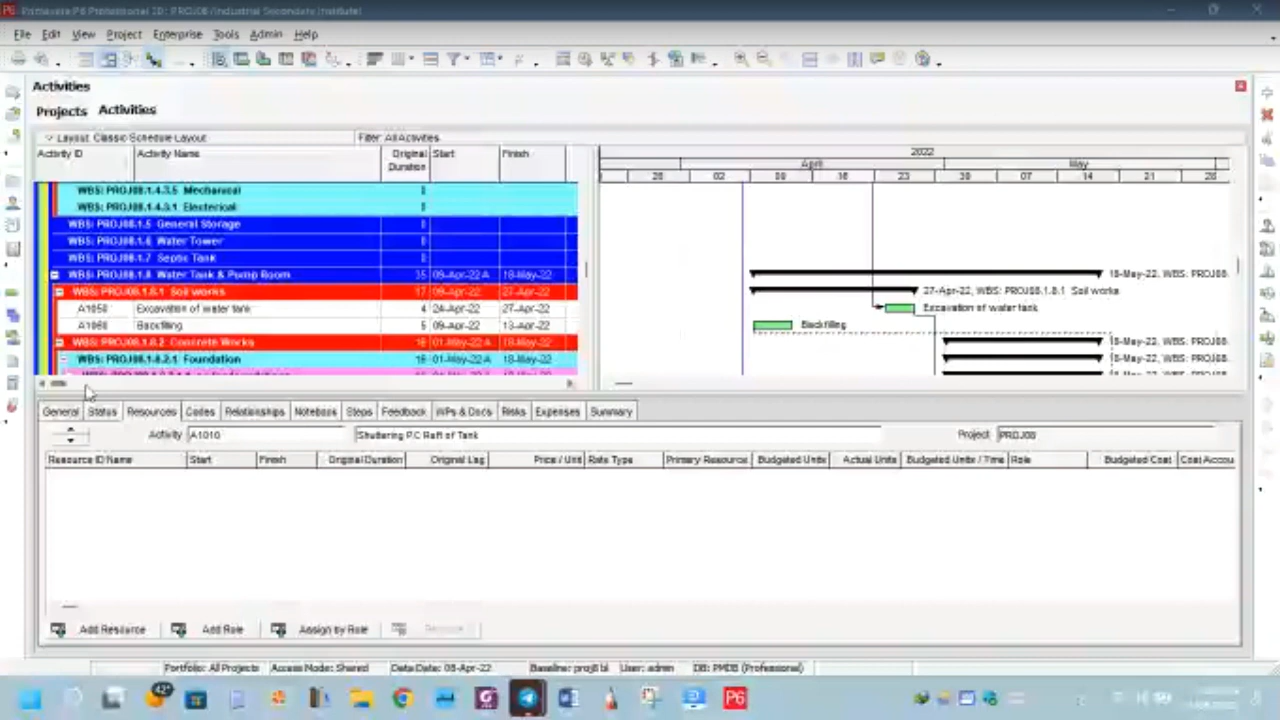 Primavera P6 Professional 20 : PROJ08 (Industrial Secondary Institute)
File Edit View Project Enterprise Tools Admin Help
Activities
Projects Activities
Layout: Classic Schedule Layout Filter: All Activities
Activity ID Activity Name Original Duration Start Finish
2022
April May
26 02 09 16 23 30 07 14 21 28
WBS: PROJ08.1.4.3.5 Mechanical 0
WBS: PROJ08.1.4.3.1 Electerical 0
WBS: PROJ08.1.5 General Storage 0
WBS: PROJ08.1.6 Water Tower 0
WBS: PROJ08.1.7 Septic Tank 0
WBS: PROJ08.1.8 Water Tank & Pump Room 35 09-Apr-22 A 18-May-22
18-May-22, WBS: PROJ08.
WBS: PROJ08.1.8.1 Soil works 17 09-Apr-22 27-Apr-22
27-Apr-22, WBS: PROJ08.1.8.1 Soil works
A1050 Excavation of water tank 4 24-Apr-22 27-Apr-22
Excavation of water tank
A1060 Backfilling 5 09-Apr-22 13-Apr-22
Backfilling
WBS: PROJ08.1.8.2 Concrete Works 16 01-May-22 A 18-May-22
18-May-22, WBS: PROJ08.
WBS: PROJ08.1.8.2.1 Foundation 16 01-May-22 A 18-May-22
18-May-22, WBS: PROJ08.
General Status Resources Codes Relationships Notebook Steps Feedback WPs & Docs Risks Expenses Summary
Activity A1010 Shuttering P.C Raft of Tank Project PROJ08
Resource ID Name Start Finish Original Duration Original Lag Price / Unit Rate Type Primary Resource Budgeted Units Actual Units Budgeted Units / Time Role Budgeted Cost Cost Accou
Add Resource Add Role Assign by Role Remove
Portfolio: All Projects Access Mode: Shared Data Date: 08-Apr-22 Baseline: proj8 bl User: admin DB: PMDB (Professional)
42°
P6